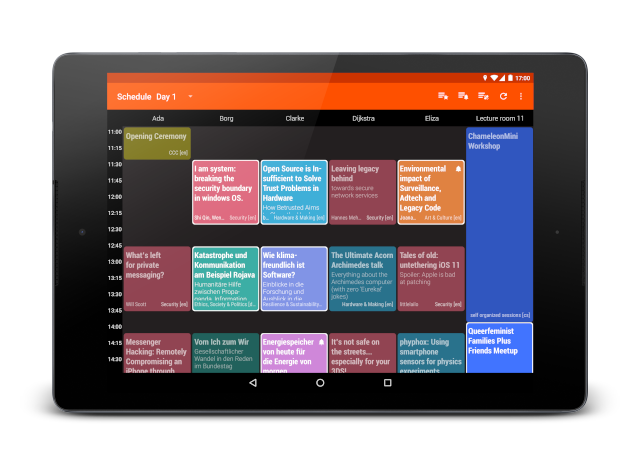 17:00
Schedule Day 1
Ada Borg Clarke Dijkstra Eliza Lecture room 11
11:00
11:15
11:30
11:45
12:00
12:15
12:30
12:45
13:00
13:15
13:30
13:45
14:00
14:15
14:30
Opening Ceremony
CCC [en]
What's left
for private
messaging?
Will Scott Security [en]
Messenger
Hacking: Remotely
Compromising an
iPhone through
I am system:
breaking the
security boundary
in windows OS.
Shi Qin, Wen... Security [en]
Katastrophe und
Kommunikation
am Beispiel Rojava
Humanitäre Hilfe
zwischen Propa-
ganda, Information
Ethics, Society & Politics [d...
Vom Ich zum Wir
Gesellschaftlicher
Wandel in den Reden
im Bundestag
Open Source is In-
sufficient to Solve
Trust Problems in
Hardware
How Betrusted Aims
Hardware & Making [en]
Wie klima-
freundlich ist
Software?
Einblicke in die
Forschung und
Ausblick in die
Resilience & Sustainability...
Energiespeicher
von heute für
die Energie von
morgen
Leaving legacy
behind
towards secure
network services
Hannes Meh... Security [en]
The Ultimate Acorn
Archimedes talk
Everything about the
Archimedes computer
(with zero 'Eureka!'
jokes)
Hardware & Making [en]
It's not safe on
the streets...
especially for your
3DS!
Environmental
impact of
Surveillance,
Adtech and
Legacy Code
Art & Culture [en]
Tales of old:
untethering iOS 11
Spoiler: Apple is bad
at patching
littlelailo Security [en]
phyphox: Using
smartphone
sensors for physics
experiments
ChameleonMini
Workshop
self organized sessions [cs]
Queerfeminist
Families Plus
Friends Meetup